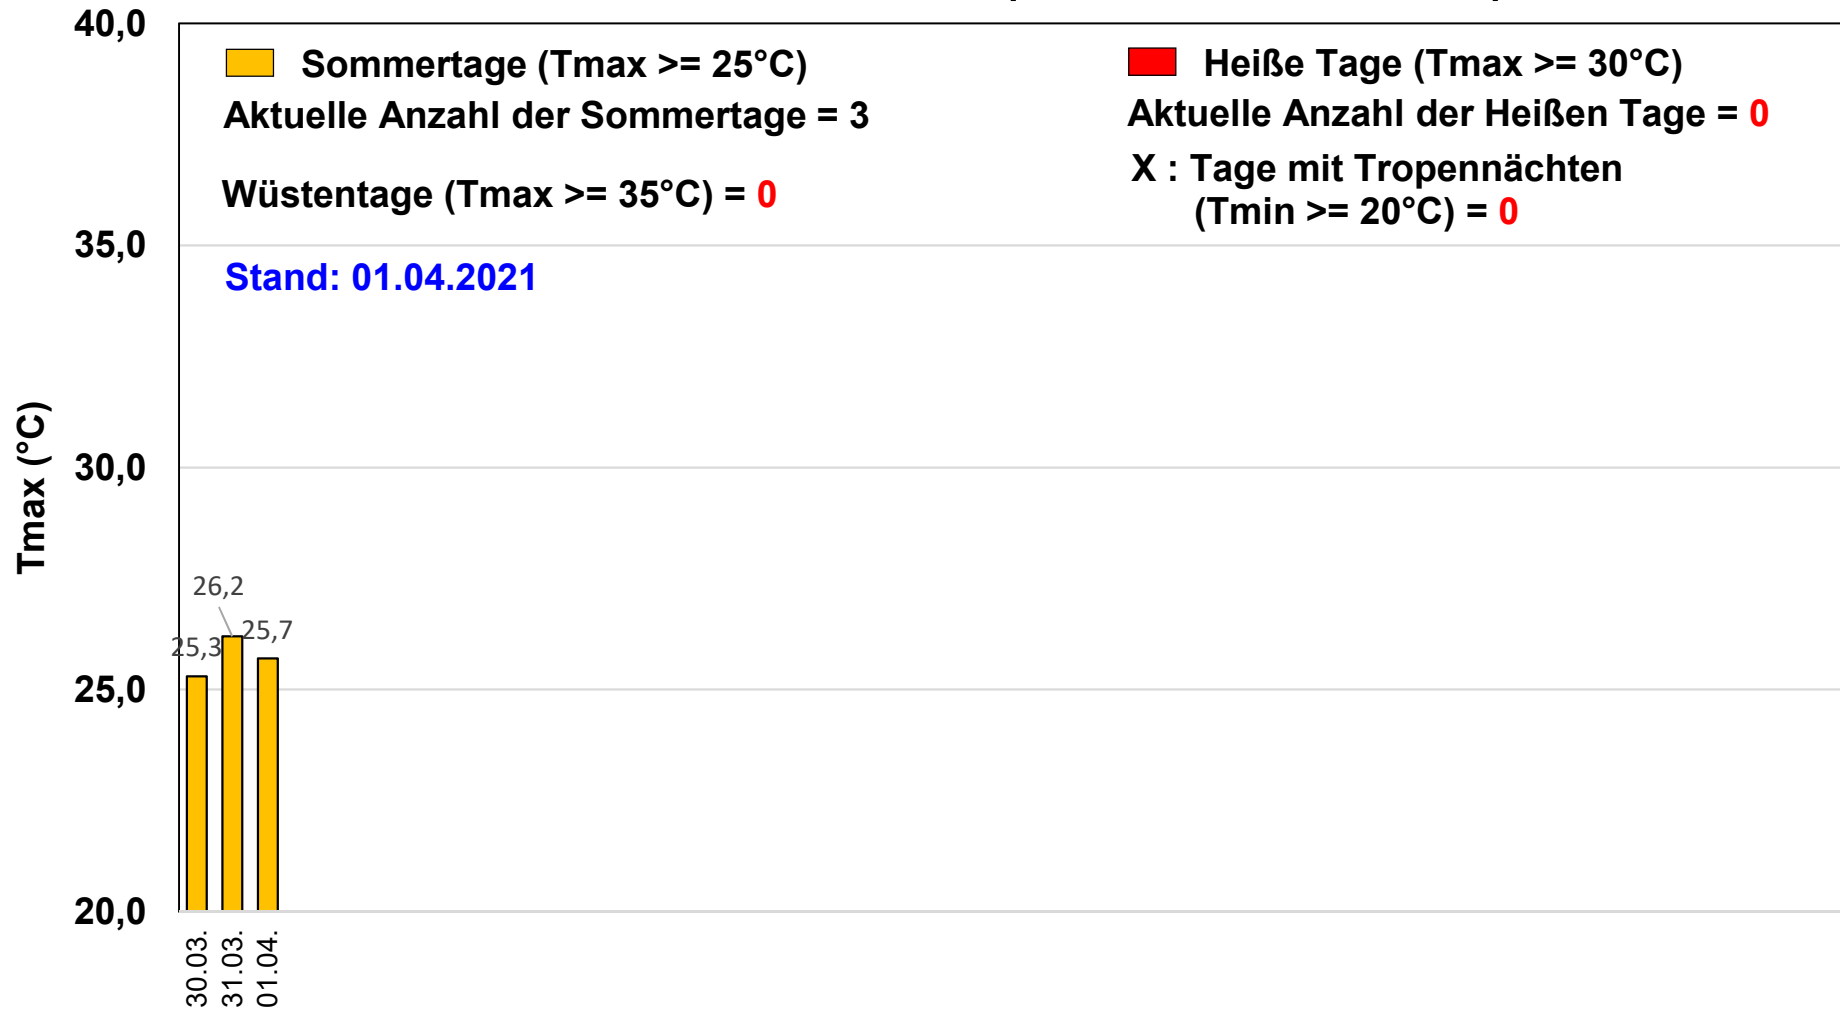 40,0
Sommertage (Tmax >= 25°C)
Heiße Tage (Tmax >= 30°C)
Aktuelle Anzahl der Sommertage = 3
Aktuelle Anzahl der Heißen Tage = 0
X : Tage mit Tropennächten
(Tmin >= 20°C) = 0
Wüstentage (Tmax >= 35°C) = 0
35,0
Stand: 01.04.2021
Tmax (°C)
30,0
26,2
25,3
25,7
25,0
20,0
30.03.
31.03.
01.04.